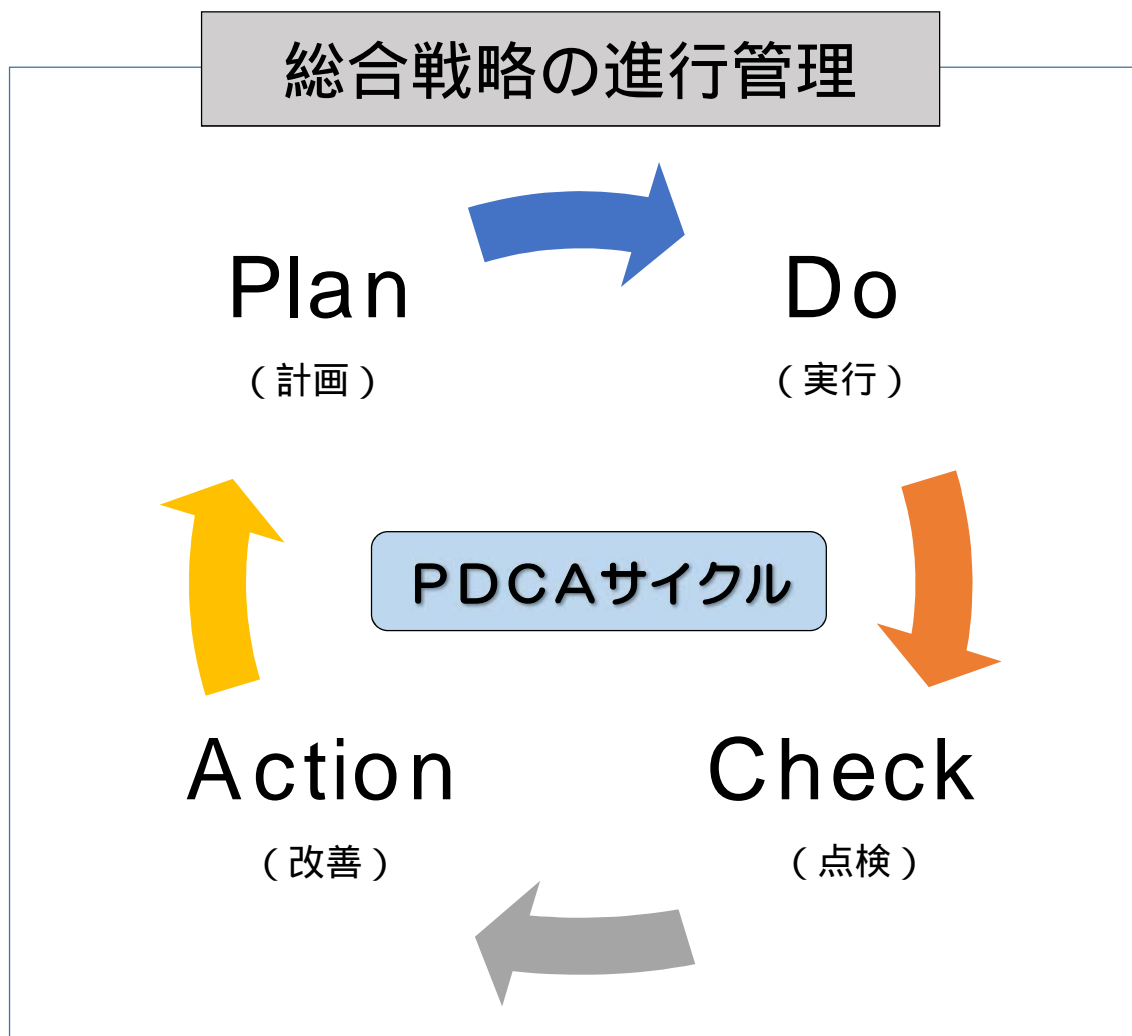 総合戦略の進行管理
Plan
（計画）
Do
（実行）
PDCAサイクル
Action
（改善）
Check
（点検）